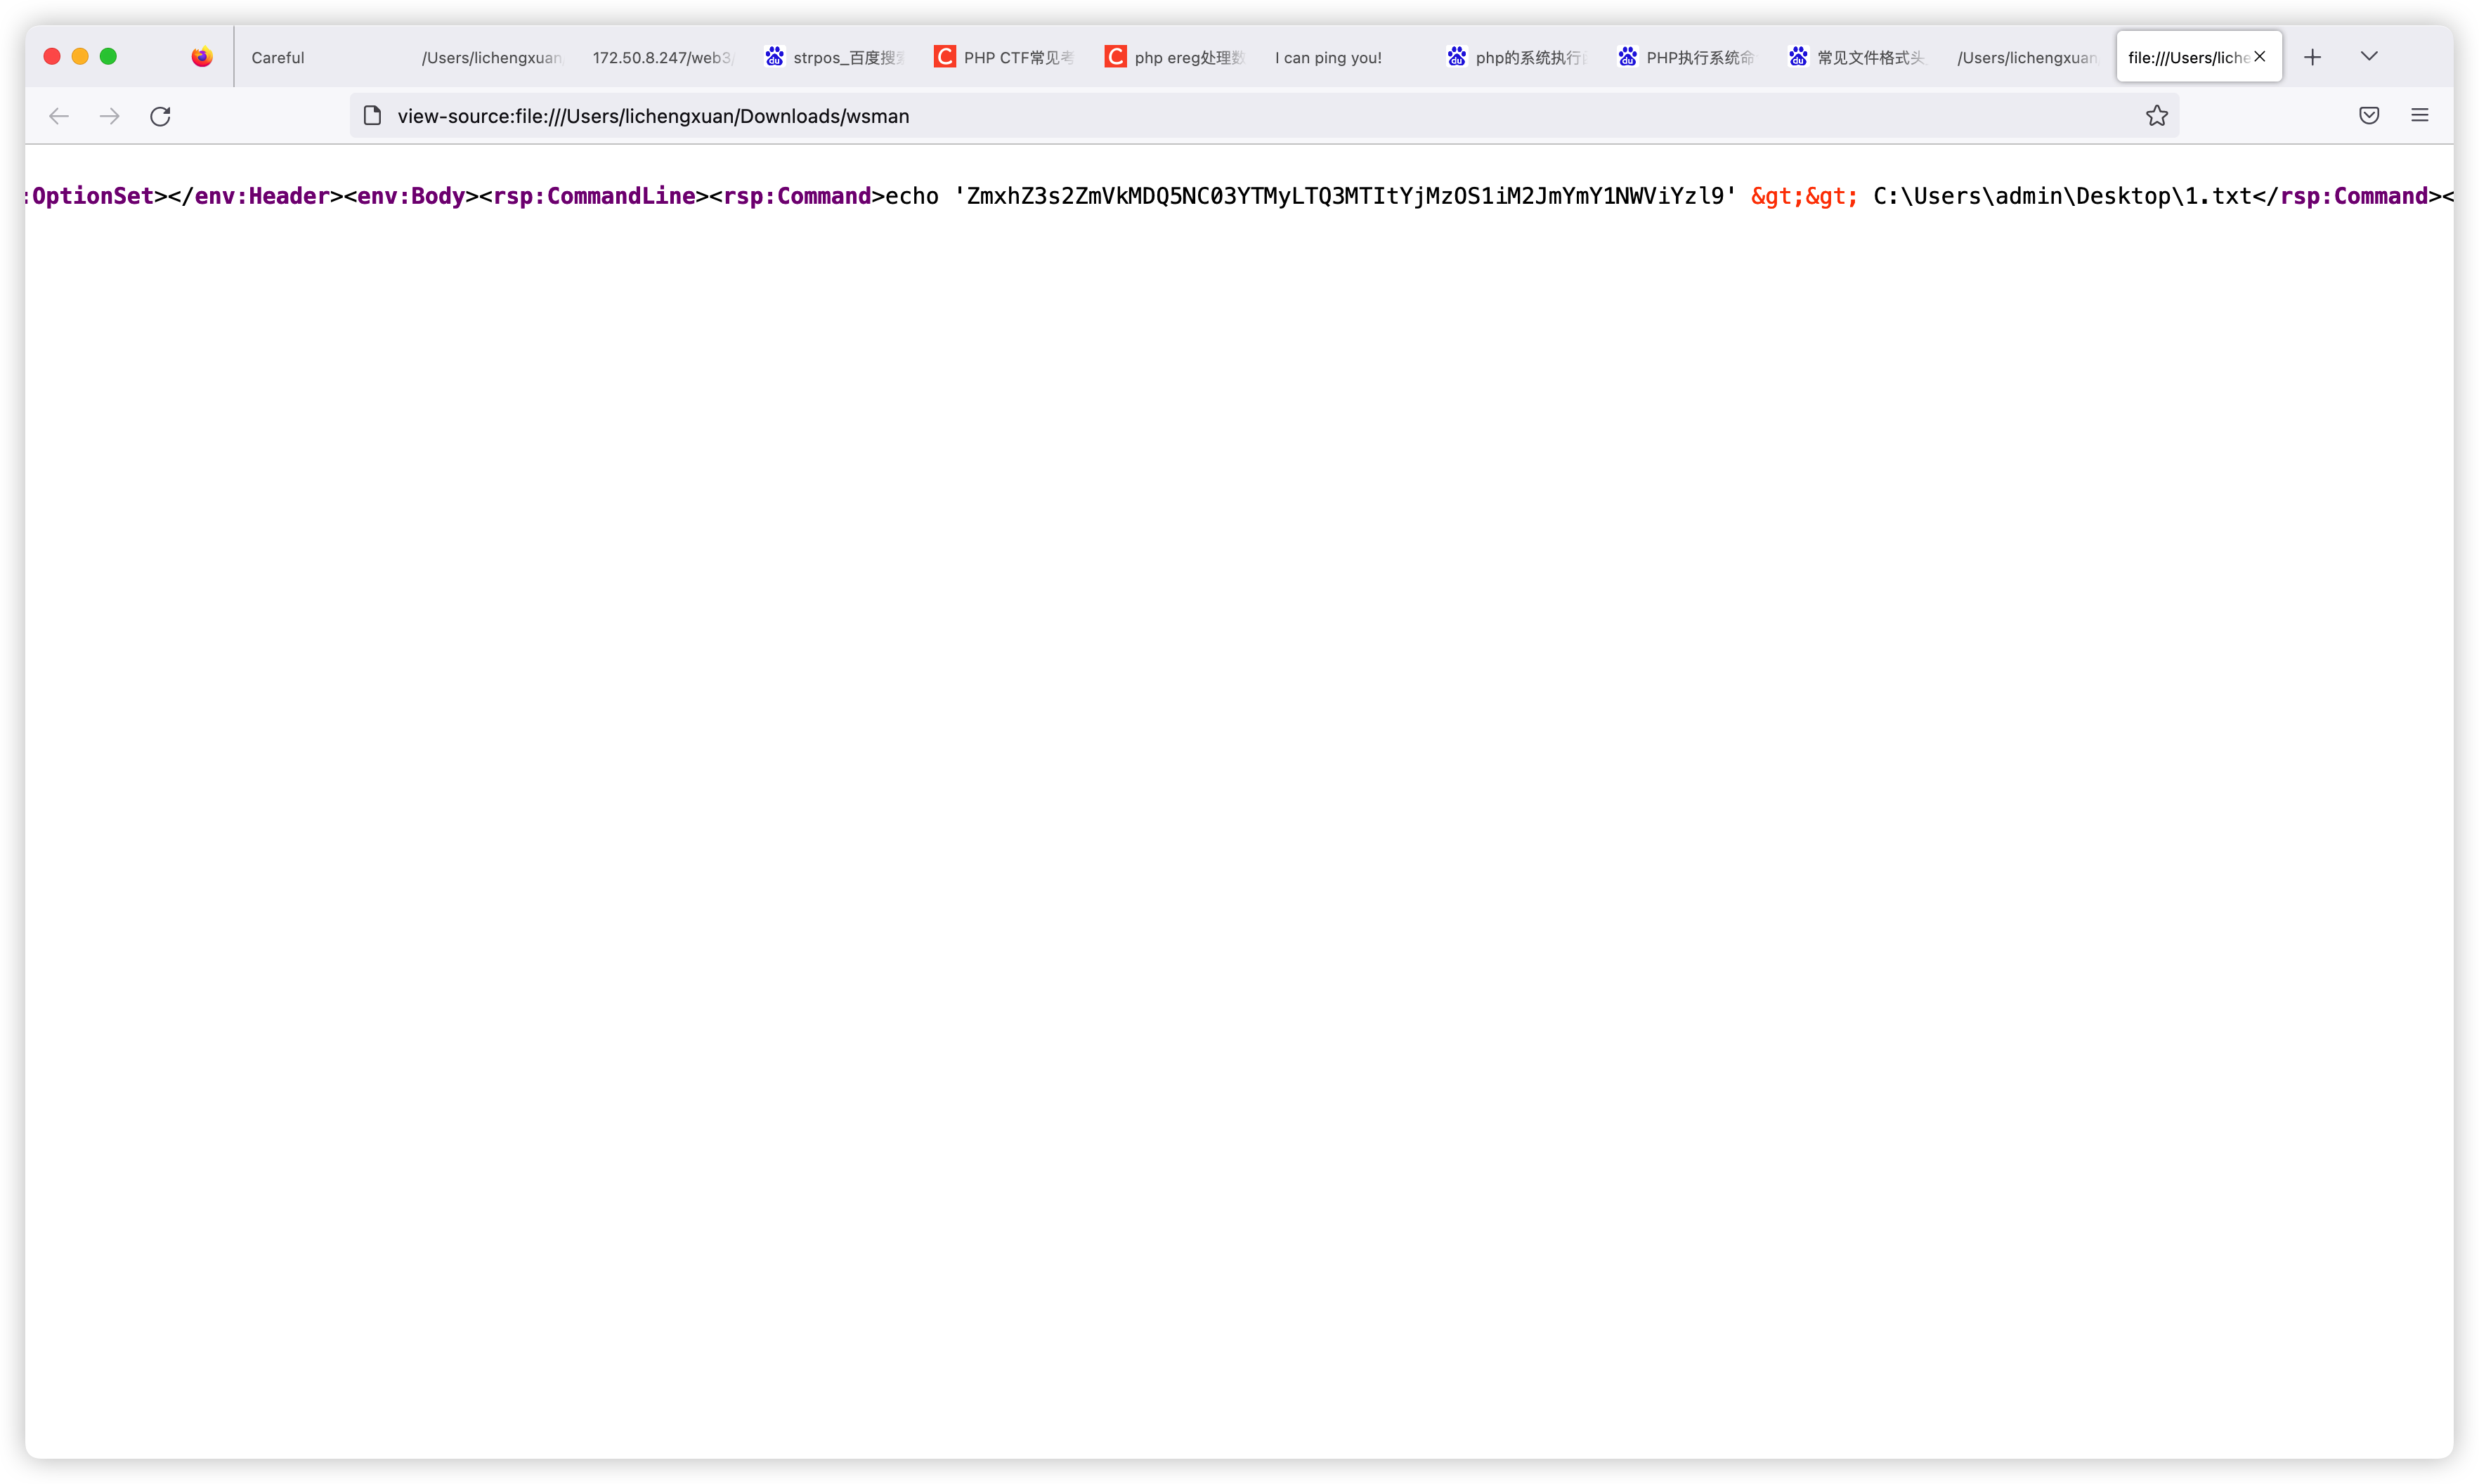 Careful /Users/lichengxuan 172.50.8.247/web3/ strpos_百度搜索 PHP CTF常见考 php ereg处理数 I can ping you! php的系统执行 PHP执行系统命 常见文件格式头 /Users/lichengxuan file:///Users/liche
view-source:file:///Users/lichengxuan/Downloads/wsman
:OptionSet></env:Header><env:Body><rsp:CommandLine><rsp:Command>echo 'ZmxhZ3s2ZmVkMDQ5NC03YTMyLTQ3MTItYjMzOS1iM2JmYmY1NWViYzl9' &gt;&gt; C:\Users\admin\Desktop\1.txt</rsp:Command><